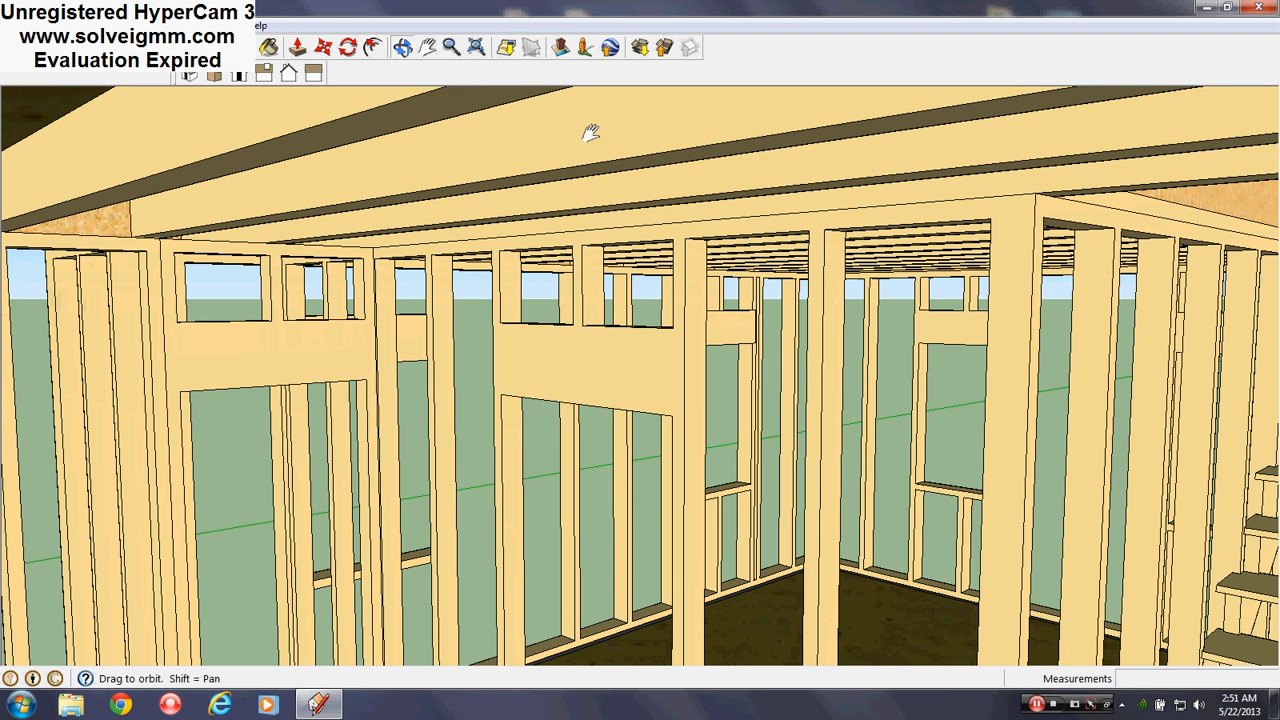 Unregistered HyperCam 3
www.solveigmm.com
Evaluation Expired
elp
Drag to orbit. Shift = Pan
Measurements
2:51 AM
5/22/2013